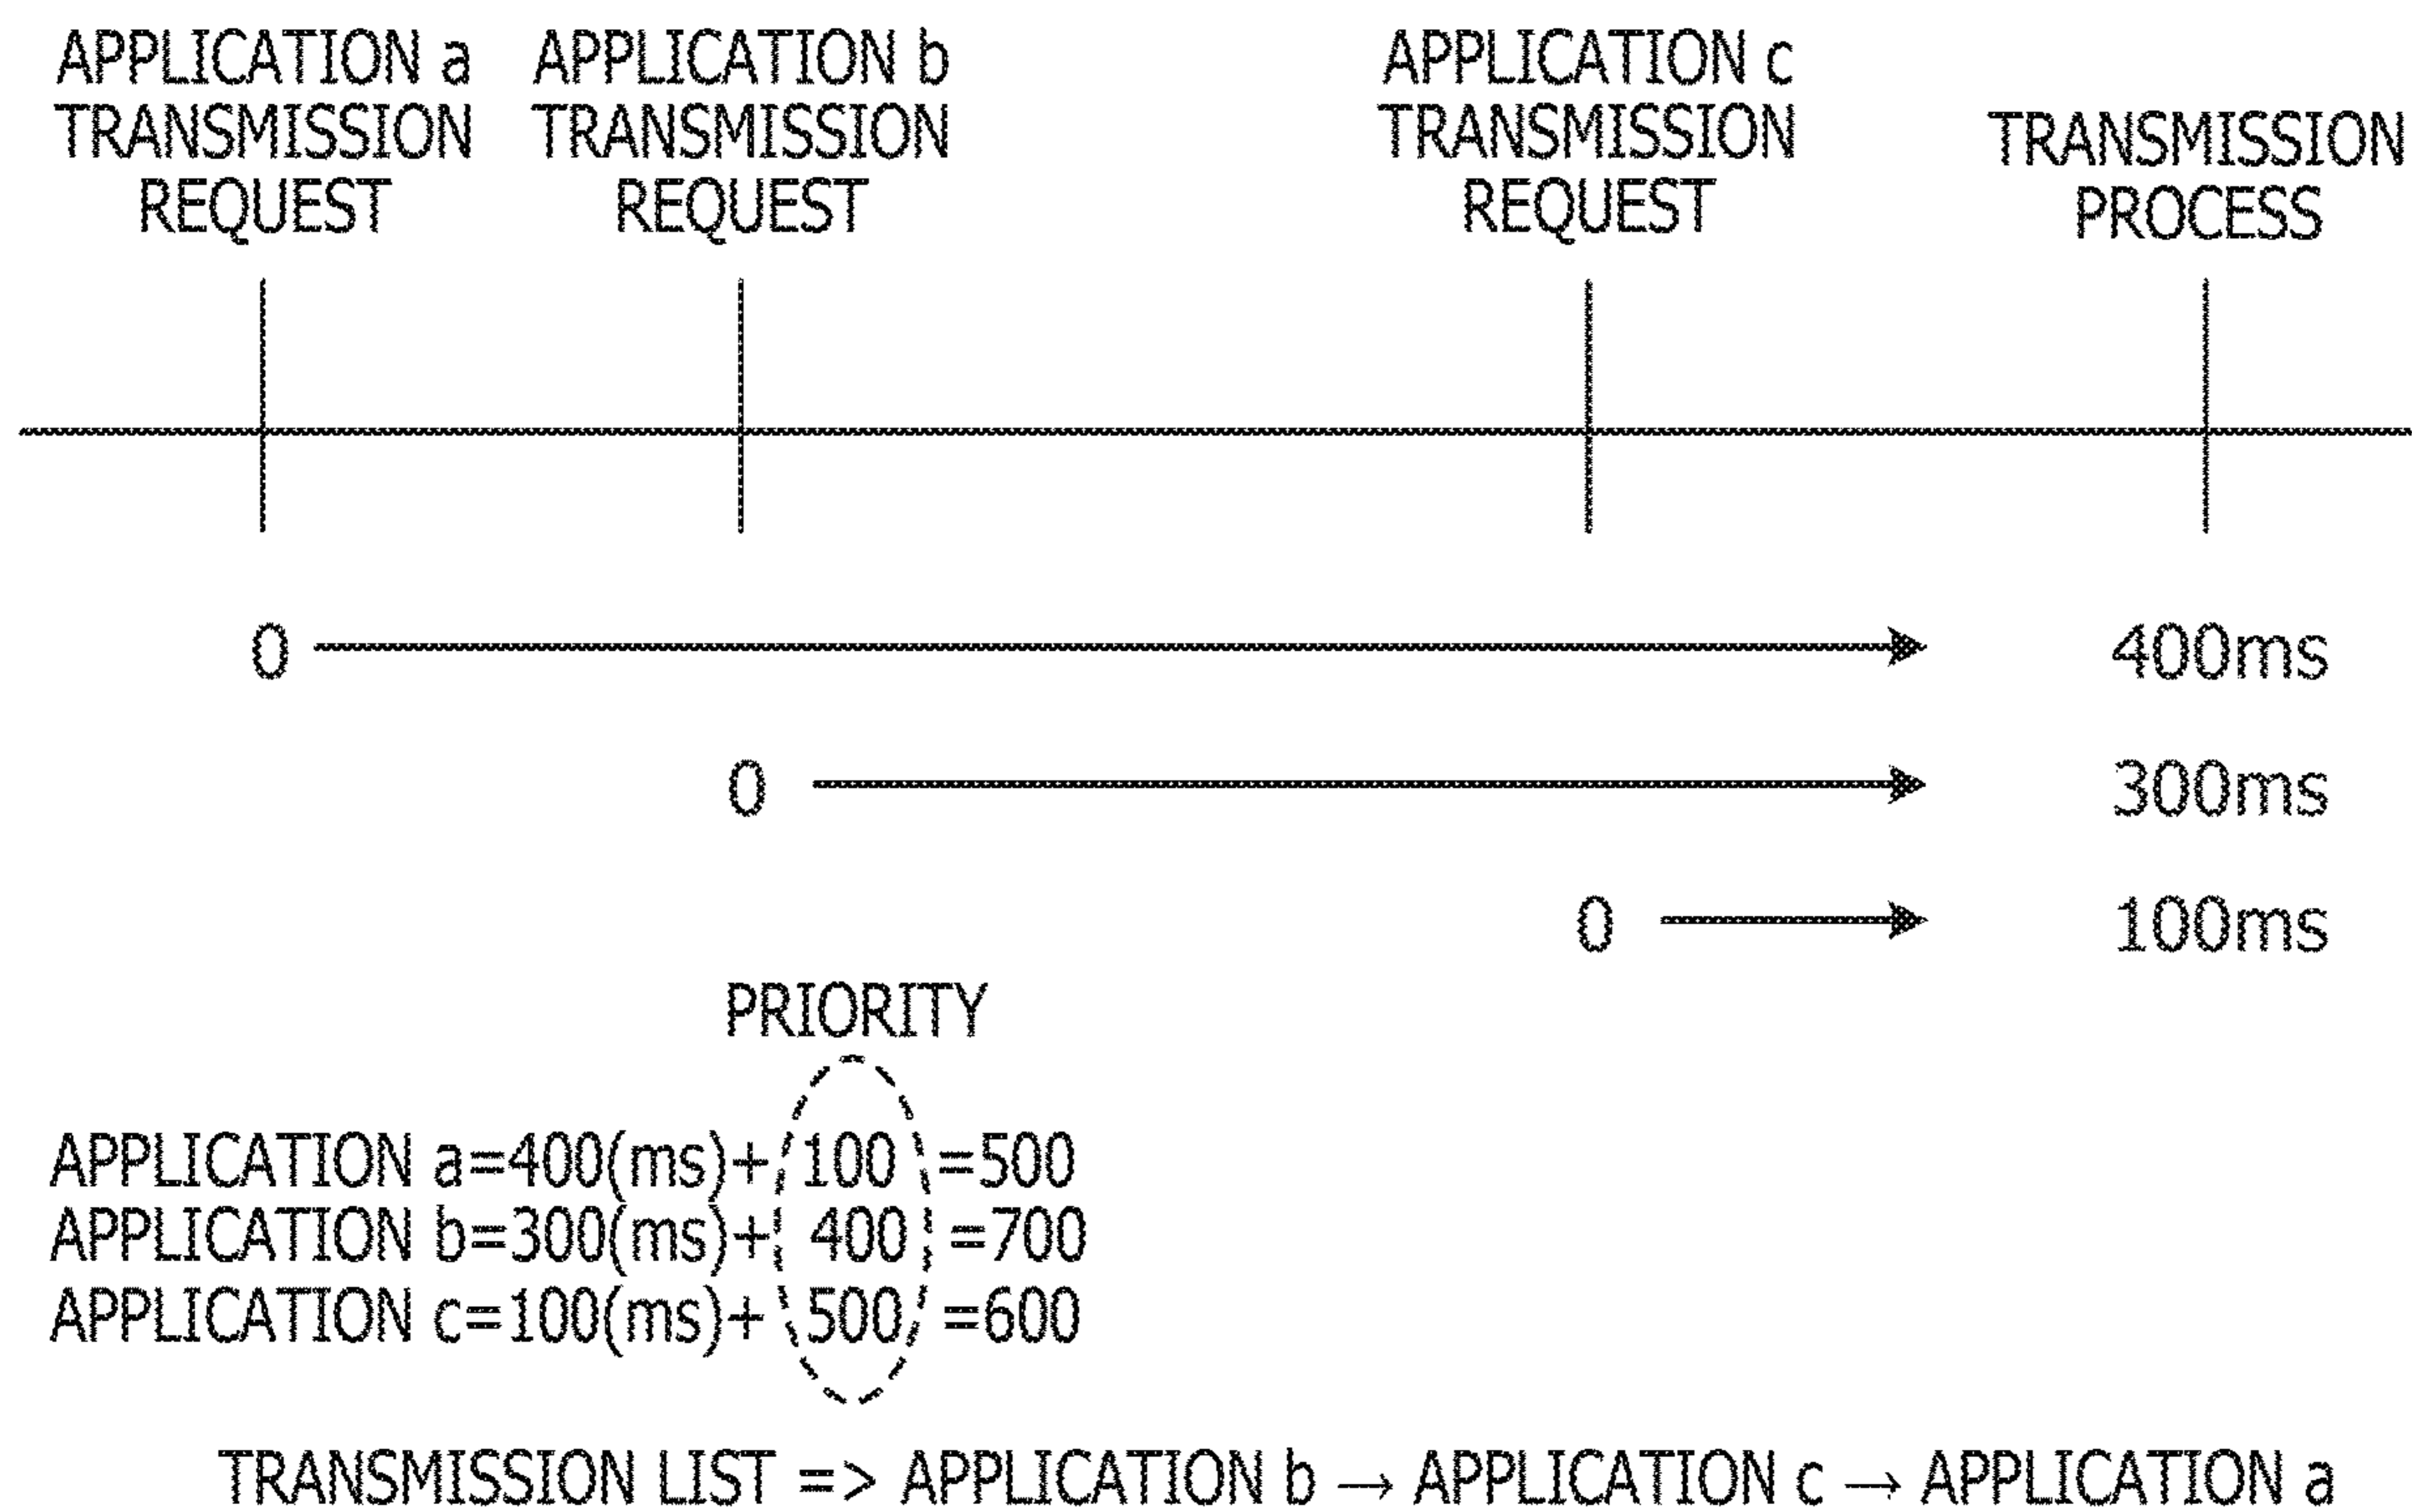 APPLICATION a
TRANSMISSION
REQUEST
APPLICATION b
TRANSMISSION
REQUEST
APPLICATION c
TRANSMISSION
REQUEST
TRANSMISSION
PROCESS
0 400ms
0 300ms
0 100ms
PRIORITY
APPLICATION a=400(ms)+ 100 =500
APPLICATION b=300(ms)+ 400 =700
APPLICATION c=100(ms)+ 500 =600
TRANSMISSION LIST => APPLICATION b → APPLICATION c → APPLICATION a